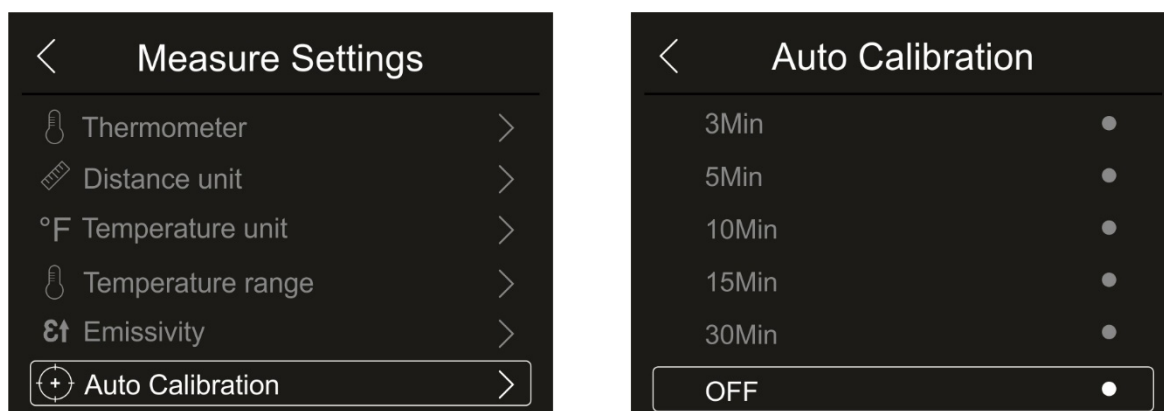 Measure Settings
Thermometer
Distance unit
°F Temperature unit
Temperature range
Ɛ↑ Emissivity
Auto Calibration
Auto Calibration
3Min
5Min
10Min
15Min
30Min
OFF